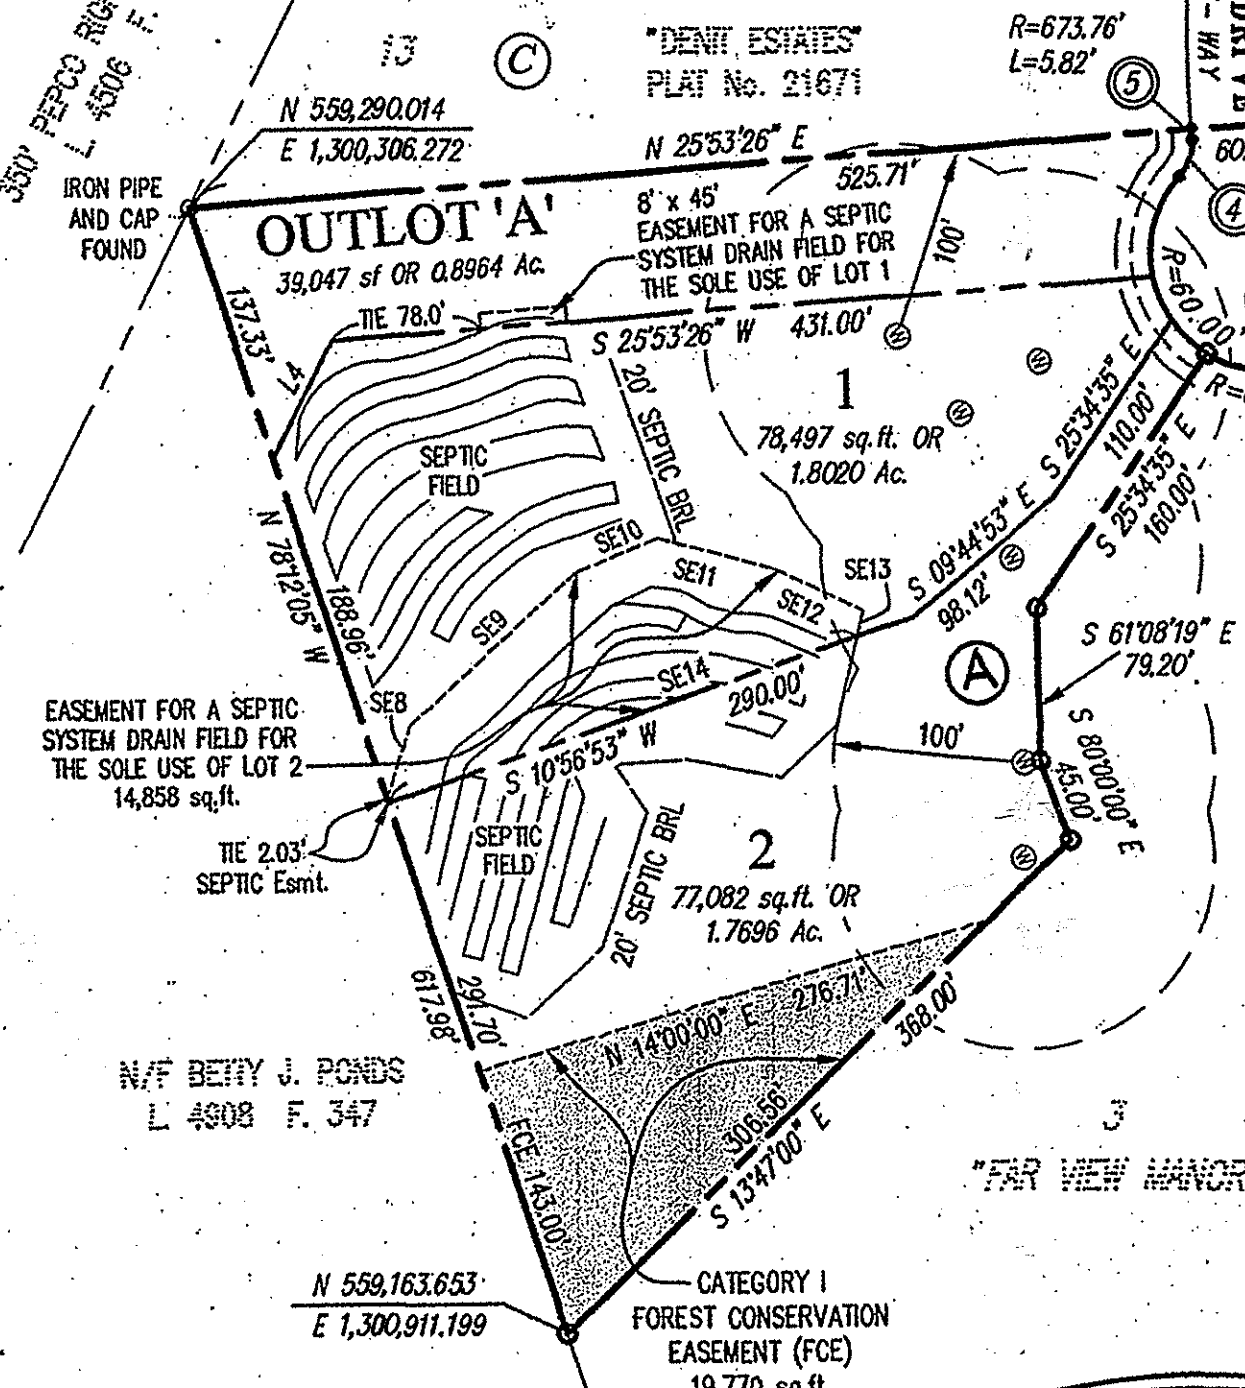 350' PEPCO
L. 4506 F.
13
C
"DENIT ESTATES"
PLAT No. 21671
R=673.76'
L=5.82'
5
DRIVE
- WAY
N 559,290.014
E 1,300,306.272
IRON PIPE
AND CAP
FOUND
N 25°53'26" E
525.71'
60.
4
OUTLOT 'A'
39,047 sf OR 0.8964 Ac.
8' x 45'
EASEMENT FOR A SEPTIC
SYSTEM DRAIN FIELD FOR
THE SOLE USE OF LOT 1
100'
R=60.00'
R=
137.33'
L4
TIE 78.0'
S 25°53'26" W 431.00'
W
W
W
1
78,497 sq.ft. OR
1.8020 Ac.
20' SEPTIC BRL
S 25°34'35" E
110.00'
S 25°34'35" E
160.00'
SEPTIC
FIELD
N 78°12'05" W
188.96'
SE10
SE9
SE11
SE12
SE13
S 09°44'53" E
98.12'
W
A
S 61°08'19" E
79.20'
SE8
SE14
290.00'
S 10°56'53" W
EASEMENT FOR A SEPTIC
SYSTEM DRAIN FIELD FOR
THE SOLE USE OF LOT 2
14,858 sq.ft.
100'
W
S 80°00'00" E
45.00'
W
TIE 2.03'
SEPTIC Esmt.
SEPTIC
FIELD
20' SEPTIC BRL
2
77,082 sq.ft. OR
1.7696 Ac.
617.98'
291.70'
N 14°00'00" E 276.71'
368.00'
N/F BETTY J. PONDS
L. 4908 F. 347
FCE 143.00'
306.56'
S 13°47'00" E
3
"FAR VIEW MANOR
N 559,163.653
E 1,300,911.199
CATEGORY I
FOREST CONSERVATION
EASEMENT (FCE)
19,770 sq.ft.